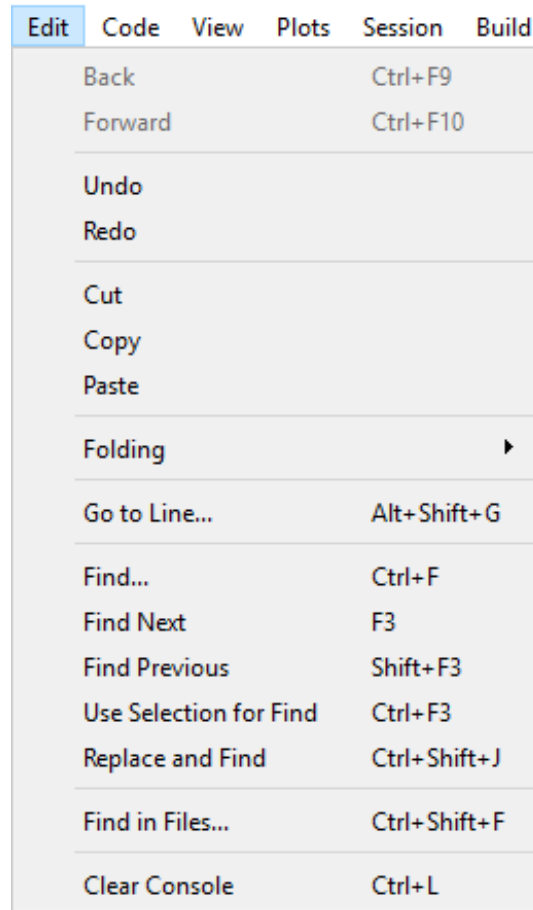 Edit Code View Plots Session Build
Back Ctrl+F9
Forward Ctrl+F10
Undo
Redo
Cut
Copy
Paste
Folding
Go to Line... Alt+Shift+G
Find... Ctrl+F
Find Next F3
Find Previous Shift+F3
Use Selection for Find Ctrl+F3
Replace and Find Ctrl+Shift+J
Find in Files... Ctrl+Shift+F
Clear Console Ctrl+L